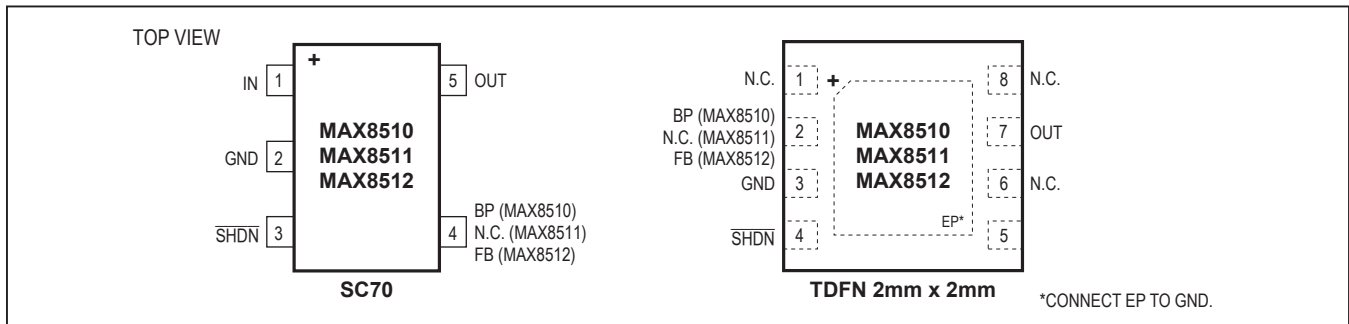 TOP VIEW
+
IN 1
5 OUT
MAX8510
MAX8511
MAX8512
GND 2
SHDN 3
4
BP (MAX8510)
N.C. (MAX8511)
FB (MAX8512)
SC70
N.C. 1
+
8 N.C.
BP (MAX8510)
N.C. (MAX8511)
FB (MAX8512)
2
MAX8510
MAX8511
MAX8512
7 OUT
GND 3
6 N.C.
SHDN 4
EP*
5
TDFN 2mm x 2mm
*CONNECT EP TO GND.